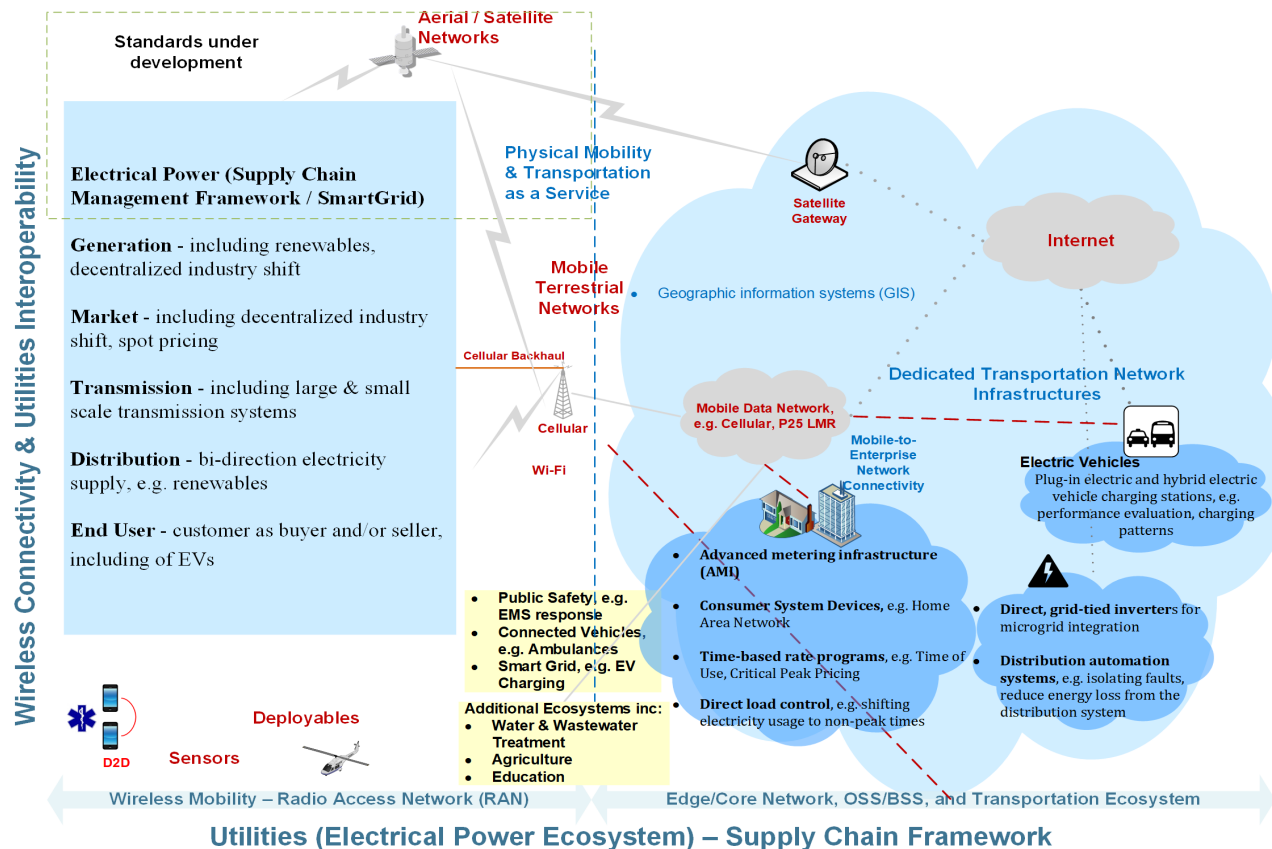 Aerial / Satellite
Networks
Standards under
development
Wireless Connectivity & Utilities Interoperability
Electrical Power (Supply Chain
Management Framework / SmartGrid)
Generation - including renewables,
decentralized industry shift
Market - including decentralized industry
shift, spot pricing
Transmission - including large & small
scale transmission systems
Distribution - bi-direction electricity
supply, e.g. renewables
End User - customer as buyer and/or seller,
including of EVs
Physical Mobility
& Transportation
as a Service
Satellite
Gateway
Internet
Mobile
Terrestrial
Networks
• Geographic information systems (GIS)
Cellular Backhaul
Cellular
Wi-Fi
Dedicated Transportation Network
Infrastructures
Mobile Data Network,
e.g. Cellular, P25 LMR
Mobile-to-
Enterprise
Network
Connectivity
Electric Vehicles
Plug-in electric and hybrid electric
vehicle charging stations, e.g.
performance evaluation, charging
patterns
• Advanced metering infrastructure
(AMI)
• Consumer System Devices, e.g. Home
Area Network
• Time-based rate programs, e.g. Time of
Use, Critical Peak Pricing
• Direct load control, e.g. shifting
electricity usage to non-peak times
• Direct, grid-tied inverters for
microgrid integration
• Distribution automation
systems, e.g. isolating faults,
reduce energy loss from the
distribution system
• Public Safety, e.g.
EMS response
• Connected Vehicles,
e.g. Ambulances
• Smart Grid, e.g. EV
Charging
Additional Ecosystems inc:
• Water & Wastewater
Treatment
• Agriculture
• Education
D2D
Sensors
Deployables
Wireless Mobility – Radio Access Network (RAN)
Edge/Core Network, OSS/BSS, and Transportation Ecosystem
Utilities (Electrical Power Ecosystem) – Supply Chain Framework